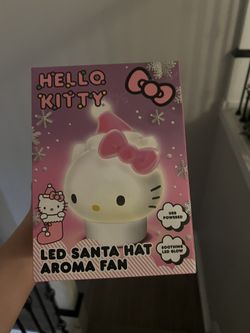 HELLO
KITTY
USB
POWERED
SOOTHING
LED GLOW
LED SANTA HAT
AROMA FAN